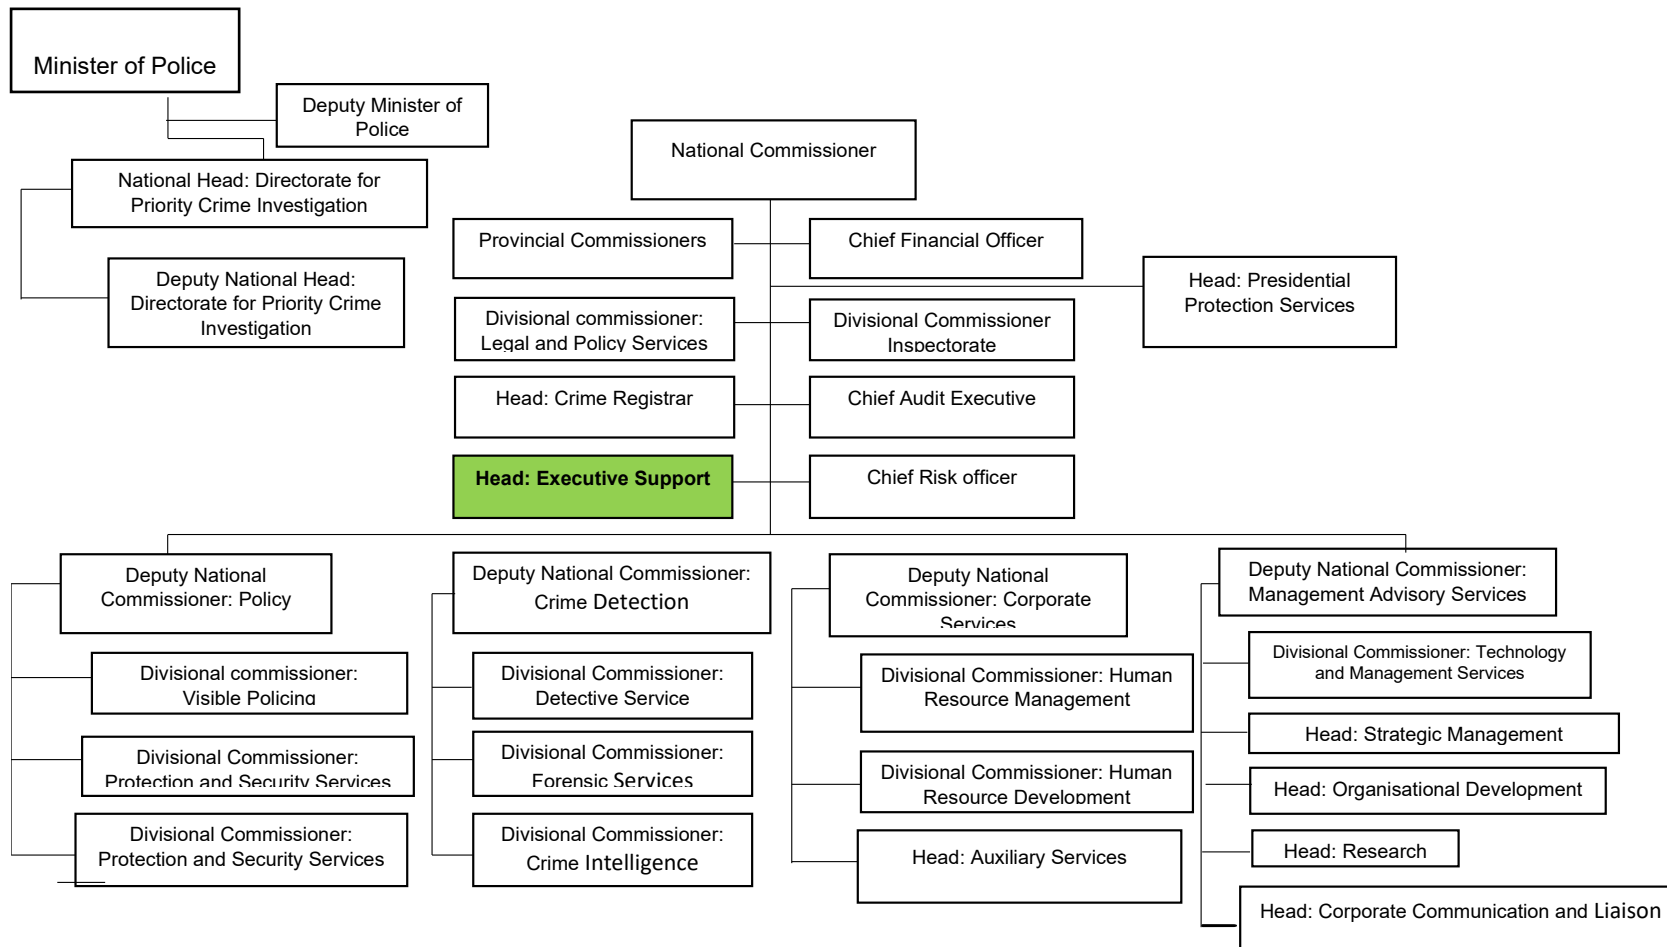 Minister of Police
Deputy Minister of
Police
National Head: Directorate for
Priority Crime Investigation
Deputy National Head:
Directorate for Priority Crime
Investigation
National Commissioner
Provincial Commissioners
Chief Financial Officer
Head: Presidential
Protection Services
Divisional commissioner:
Legal and Policy Services
Divisional Commissioner
Inspectorate
Head: Crime Registrar
Chief Audit Executive
Head: Executive Support
Chief Risk officer
Deputy National
Commissioner: Policy
Divisional commissioner:
Visible Policing
Divisional Commissioner:
Protection and Security Services
Divisional Commissioner:
Protection and Security Services
Deputy National Commissioner:
Crime Detection
Divisional Commissioner:
Detective Service
Divisional Commissioner:
Forensic Services
Divisional Commissioner:
Crime Intelligence
Deputy National
Commissioner: Corporate
Services
Divisional Commissioner: Human
Resource Management
Divisional Commissioner: Human
Resource Development
Head: Auxiliary Services
Deputy National Commissioner:
Management Advisory Services
Divisional Commissioner: Technology
and Management Services
Head: Strategic Management
Head: Organisational Development
Head: Research
Head: Corporate Communication and Liaison